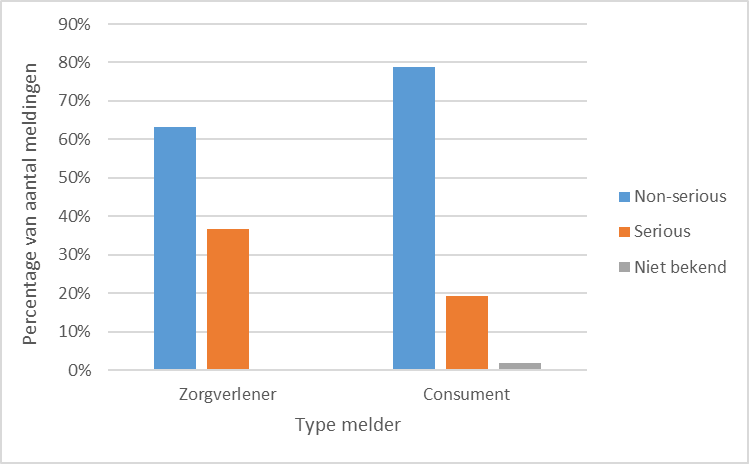 90%
80%
70%
60%
50%
40%
30%
20%
10%
0%
Percentage van aantal meldingen
Zorgverlener
Consument
Type melder
Non-serious
Serious
Niet bekend